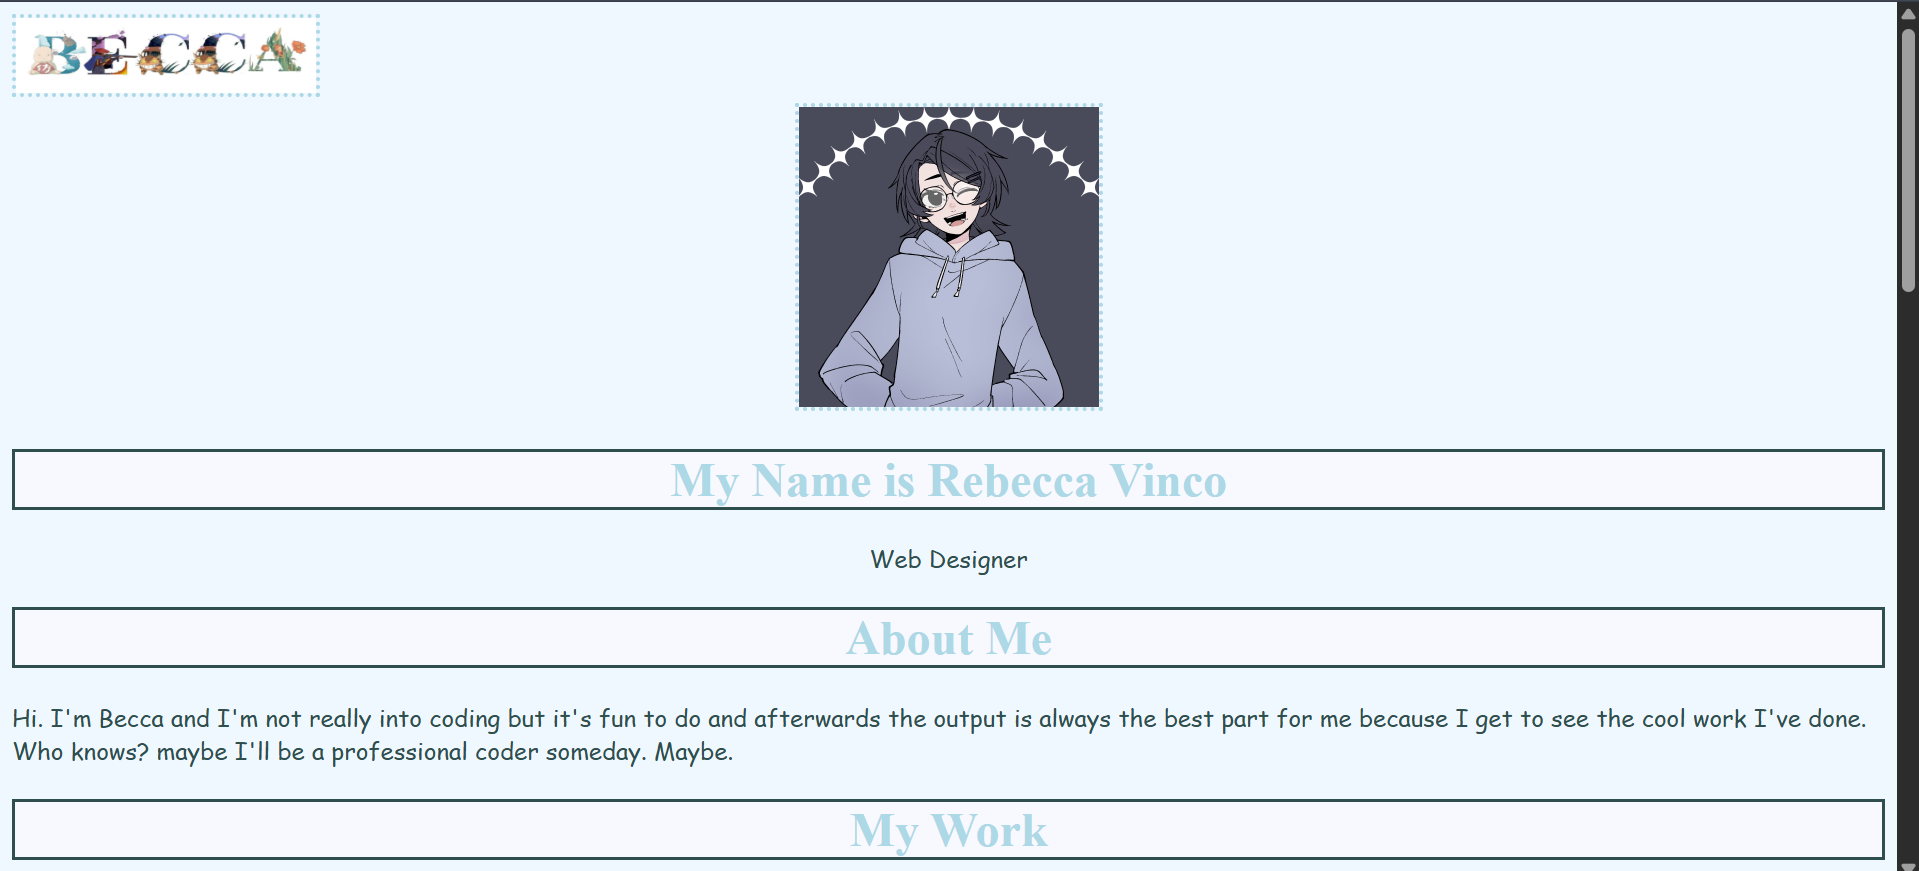 BECCA
My Name is Rebecca Vinco
Web Designer
About Me
Hi. I'm Becca and I'm not really into coding but it's fun to do and afterwards the output is always the best part for me because I get to see the cool work I've done.
Who knows? maybe I'll be a professional coder someday. Maybe.
My Work